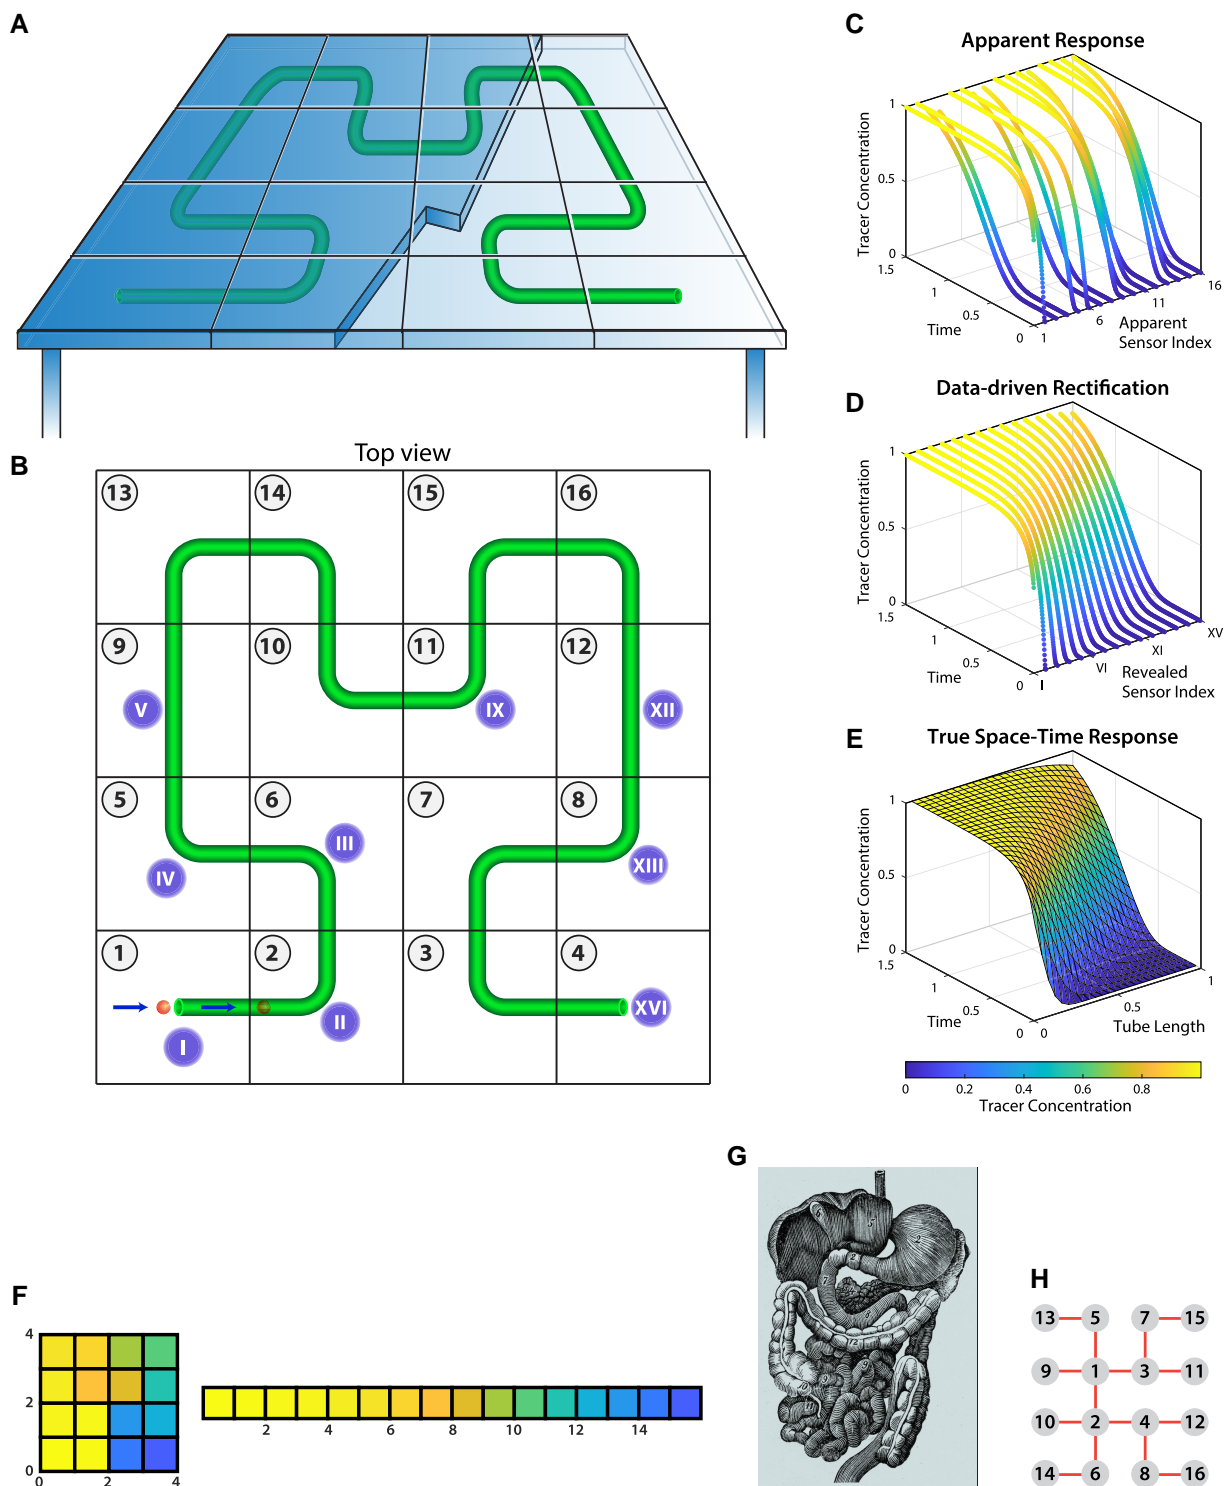 A
B
Top view
13 14 15 16
9 10 11 12
V IX XII
5 6 7 8
III
IV XIII
1 2 3 4
I II XVI
C
Apparent Response
Tracer Concentration
1
0.5
0
1.5
1
0.5
0
Time
1 6 11 16
Apparent
Sensor Index
D
Data-driven Rectification
Tracer Concentration
1
0.5
0
1.5
1
0.5
0
Time
I VI XI XV
Revealed
Sensor Index
E
True Space-Time Response
Tracer Concentration
1
0.5
0
1.5
1
0.5
0
Time
0 0.5 1
Tube Length
0 0.2 0.4 0.6 0.8
Tracer Concentration
F
4
2
0
0 2 4
2 4 6 8 10 12 14
G
H
13 5 7 15
9 1 3 11
10 2 4 12
14 6 8 16